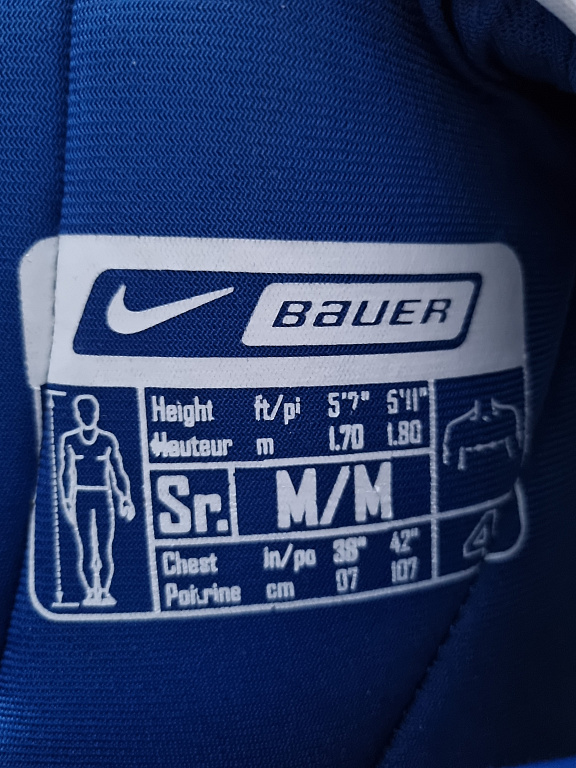 BaUER
Height ft/pi 5'7" 5'11"
Hauteur m 1.70 1.80
Sr. M/M
Chest in/po 38" 42"
Poitrine cm 97 107
4